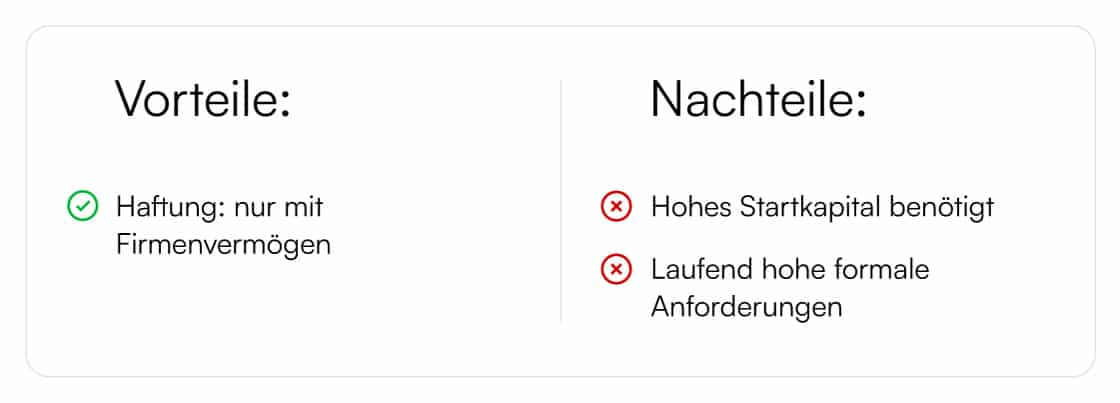 Vorteile:
Haftung: nur mit
Firmenvermögen
Nachteile:
Hohes Startkapital benötigt
Laufend hohe formale
Anforderungen